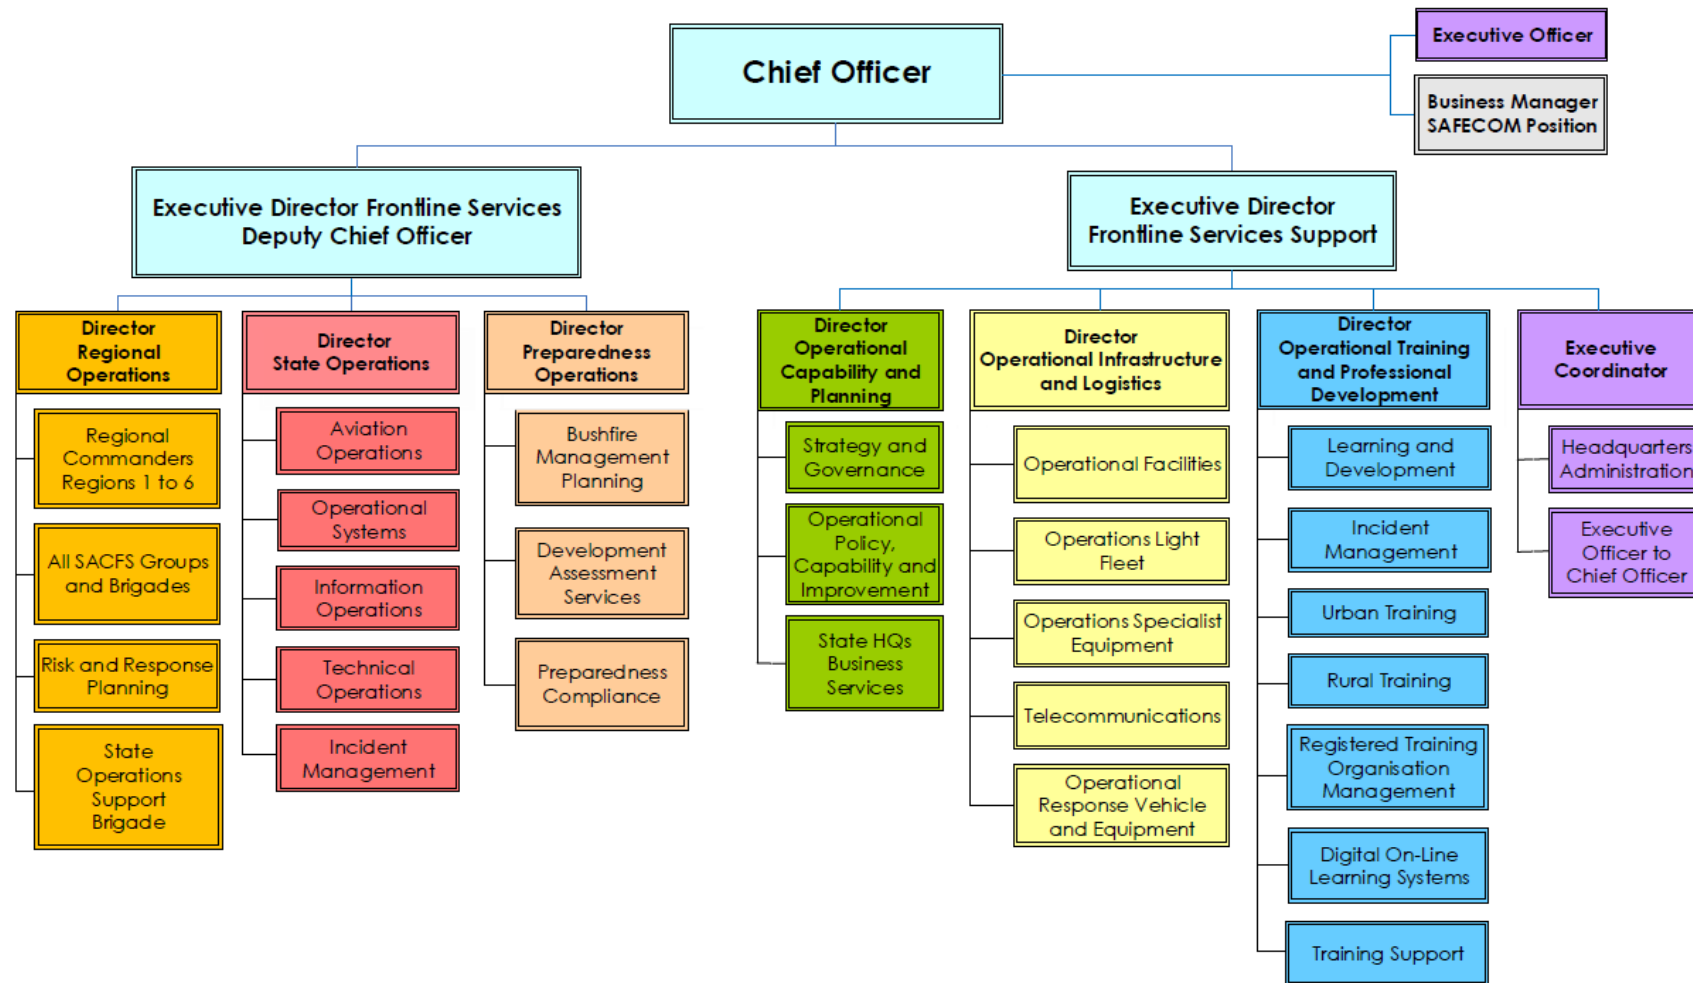 Chief Officer
Executive Officer
Business Manager
SAFECOM Position
Executive Director Frontline Services
Deputy Chief Officer
Executive Director
Frontline Services Support
Director
Regional
Operations
Regional
Commanders
Regions 1 to 6
All SACFS Groups
and Brigades
Risk and Response
Planning
State
Operations
Support
Brigade
Director
State Operations
Aviation
Operations
Operational
Systems
Information
Operations
Technical
Operations
Incident
Management
Director
Preparedness
Operations
Bushfire
Management
Planning
Development
Assessment
Services
Preparedness
Compliance
Director
Operational
Capability and
Planning
Strategy and
Governance
Operational
Policy,
Capability and
Improvement
State HQs
Business
Services
Director
Operational Infrastructure
and Logistics
Operational Facilities
Operations Light
Fleet
Operations Specialist
Equipment
Telecommunications
Operational
Response Vehicle
and Equipment
Director
Operational Training
and Professional
Development
Learning and
Development
Incident
Management
Urban Training
Rural Training
Registered Training
Organisation
Management
Digital On-Line
Learning Systems
Training Support
Executive
Coordinator
Headquarters
Administration
Executive
Officer to
Chief Officer